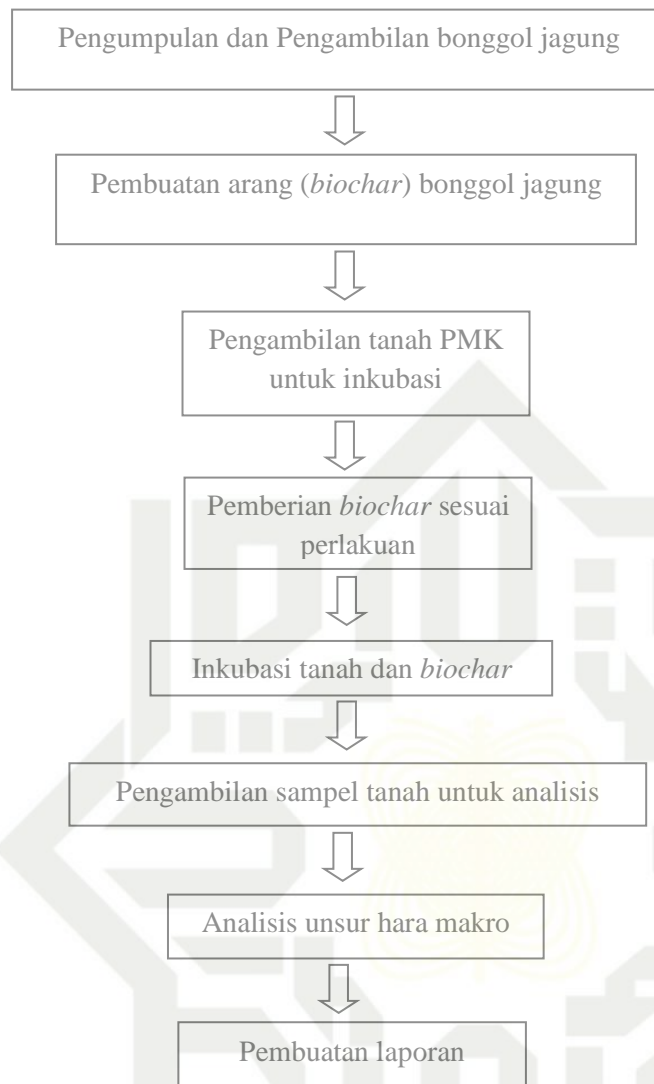 Pengumpulan dan Pengambilan bonggol jagung
Pembuatan arang (biochar) bonggol jagung
Pengambilan tanah PMK
untuk inkubasi
Pemberian biochar sesuai
perlakuan
Inkubasi tanah dan biochar
Pengambilan sampel tanah untuk analisis
Analisis unsur hara makro
Pembuatan laporan